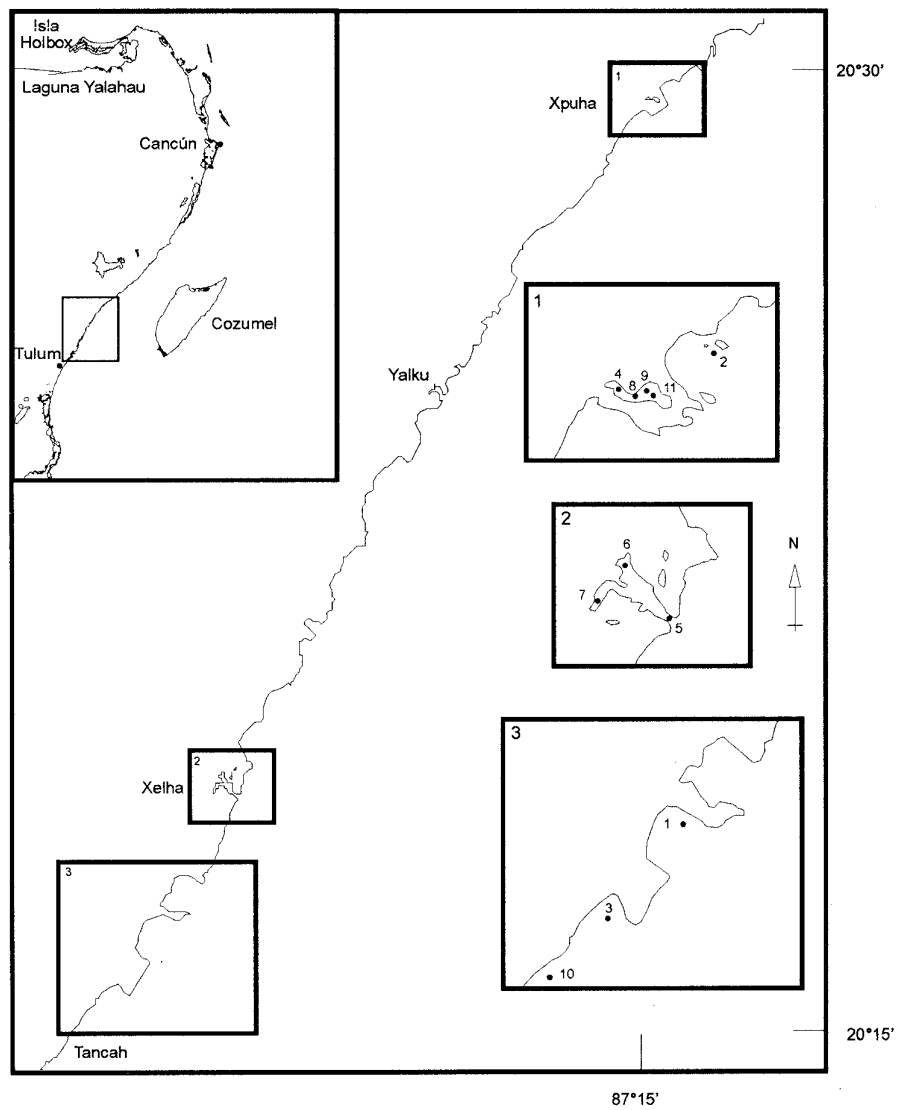 Isla
Holbox
Laguna Yalahau
Cancún
Cozumel
Tulum
20°30'
1
Xpuha
Yalku
1
2
4
8
9
11
2
6
7
5
N
2
Xelha
3
1
3
10
3
Tancah
20°15'
87°15'